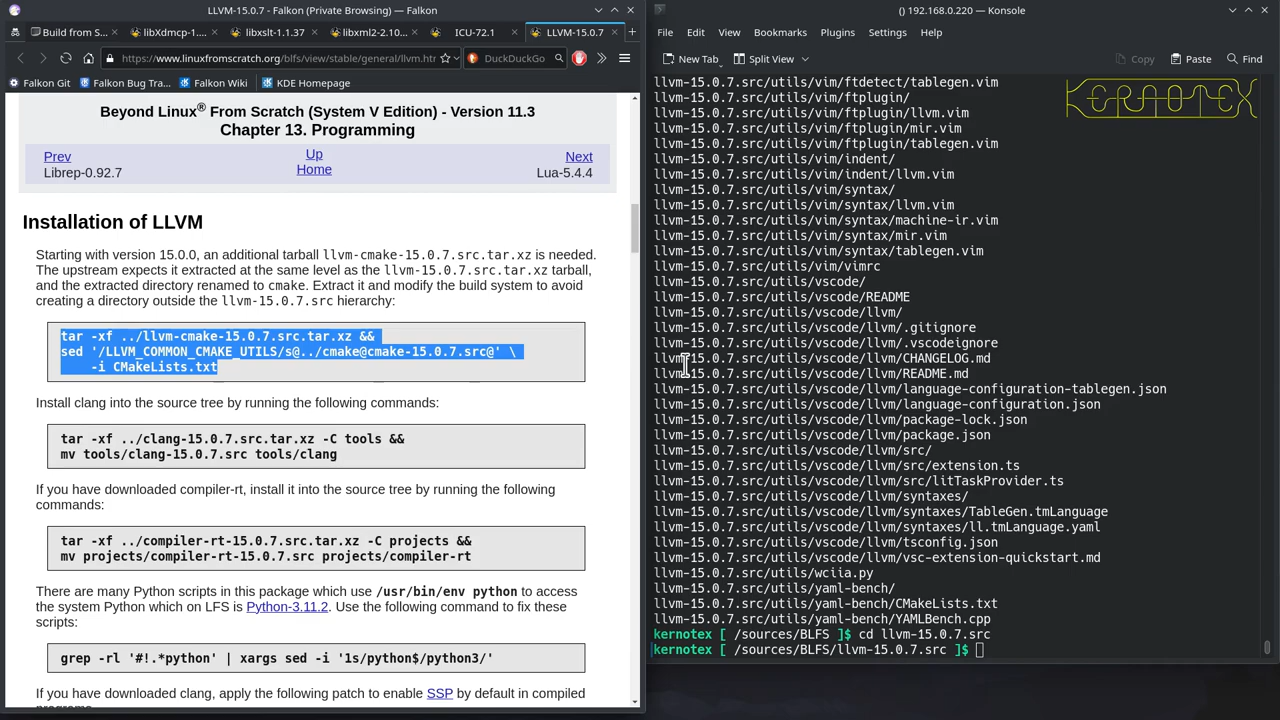 LLVM-15.0.7 - Falkon (Private Browsing) — Falkon
Build from S...
libXdmcp-1....
libxslt-1.1.37
libxml2-2.10...
ICU-72.1
LLVM-15.0.7
https://www.linuxfromscratch.org/blfs/view/stable/general/llvm.htm
DuckDuckGo
Falkon Git
Falkon Bug Tra...
Falkon Wiki
KDE Homepage
Beyond Linux® From Scratch (System V Edition) - Version 11.3
Chapter 13. Programming
Prev
Up
Next
Librep-0.92.7
Home
Lua-5.4.4
Installation of LLVM
Starting with version 15.0.0, an additional tarball llvm-cmake-15.0.7.src.tar.xz is needed.
The upstream expects it extracted at the same level as the llvm-15.0.7.src.tar.xz tarball,
and the extracted directory renamed to cmake. Extract it and modify the build system to avoid
creating a directory outside the llvm-15.0.7.src hierarchy:
tar -xf ../llvm-cmake-15.0.7.src.tar.xz &&
sed '/LLVM_COMMON_CMAKE_UTILS/s@../cmake@cmake-15.0.7.src@' \
-i CMakeLists.txt
Install clang into the source tree by running the following commands:
tar -xf ../clang-15.0.7.src.tar.xz -C tools &&
mv tools/clang-15.0.7.src tools/clang
If you have downloaded compiler-rt, install it into the source tree by running the following
commands:
tar -xf ../compiler-rt-15.0.7.src.tar.xz -C projects &&
mv projects/compiler-rt-15.0.7.src projects/compiler-rt
There are many Python scripts in this package which use /usr/bin/env python to access
the system Python which on LFS is Python-3.11.2. Use the following command to fix these
scripts:
grep -rl '#!.*python' | xargs sed -i '1s/python$/python3/'
If you have downloaded clang, apply the following patch to enable SSP by default in compiled
programs.
() 192.168.0.220 — Konsole
File Edit View Bookmarks Plugins Settings Help
New Tab
Split View
Copy
Paste
Find
KERNOTEX
llvm-15.0.7.src/utils/vim/ftdetect/tablegen.vim
llvm-15.0.7.src/utils/vim/ftplugin/
llvm-15.0.7.src/utils/vim/ftplugin/llvm.vim
llvm-15.0.7.src/utils/vim/ftplugin/mir.vim
llvm-15.0.7.src/utils/vim/ftplugin/tablegen.vim
llvm-15.0.7.src/utils/vim/indent/
llvm-15.0.7.src/utils/vim/indent/llvm.vim
llvm-15.0.7.src/utils/vim/syntax/
llvm-15.0.7.src/utils/vim/syntax/llvm.vim
llvm-15.0.7.src/utils/vim/syntax/machine-ir.vim
llvm-15.0.7.src/utils/vim/syntax/mir.vim
llvm-15.0.7.src/utils/vim/syntax/tablegen.vim
llvm-15.0.7.src/utils/vim/vimrc
llvm-15.0.7.src/utils/vscode/
llvm-15.0.7.src/utils/vscode/README
llvm-15.0.7.src/utils/vscode/llvm/
llvm-15.0.7.src/utils/vscode/llvm/.gitignore
llvm-15.0.7.src/utils/vscode/llvm/.vscodeignore
llvm-15.0.7.src/utils/vscode/llvm/CHANGELOG.md
llvm-15.0.7.src/utils/vscode/llvm/README.md
llvm-15.0.7.src/utils/vscode/llvm/language-configuration-tablegen.json
llvm-15.0.7.src/utils/vscode/llvm/language-configuration.json
llvm-15.0.7.src/utils/vscode/llvm/package-lock.json
llvm-15.0.7.src/utils/vscode/llvm/package.json
llvm-15.0.7.src/utils/vscode/llvm/src/
llvm-15.0.7.src/utils/vscode/llvm/src/extension.ts
llvm-15.0.7.src/utils/vscode/llvm/src/litTaskProvider.ts
llvm-15.0.7.src/utils/vscode/llvm/syntaxes/
llvm-15.0.7.src/utils/vscode/llvm/syntaxes/TableGen.tmLanguage
llvm-15.0.7.src/utils/vscode/llvm/syntaxes/ll.tmLanguage.yaml
llvm-15.0.7.src/utils/vscode/llvm/tsconfig.json
llvm-15.0.7.src/utils/vscode/llvm/vsc-extension-quickstart.md
llvm-15.0.7.src/utils/wciia.py
llvm-15.0.7.src/utils/yaml-bench/
llvm-15.0.7.src/utils/yaml-bench/CMakeLists.txt
llvm-15.0.7.src/utils/yaml-bench/YAMLBench.cpp
kernotex [ /sources/BLFS ]$ cd llvm-15.0.7.src
kernotex [ /sources/BLFS/llvm-15.0.7.src ]$